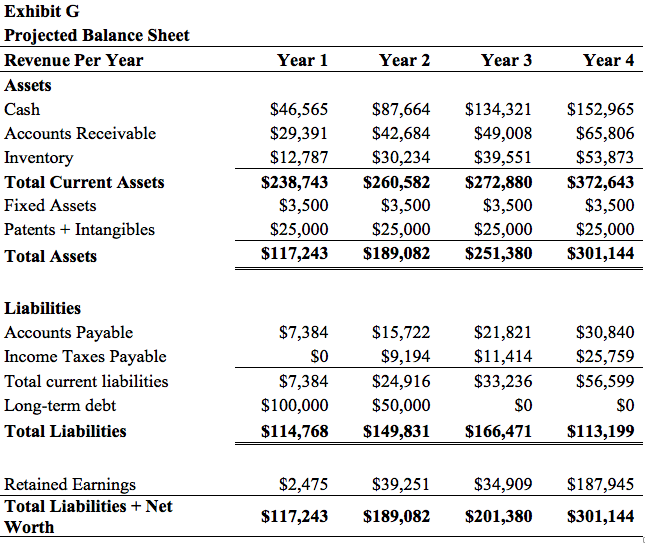 Exhibit G
Projected Balance Sheet
Revenue Per Year Year 1 Year 2 Year 3 Year 4
Assets
Cash $46,565 $87,664 $134,321 $152,965
Accounts Receivable $29,391 $42,684 $49,008 $65,806
Inventory $12,787 $30,234 $39,551 $53,873
Total Current Assets $238,743 $260,582 $272,880 $372,643
Fixed Assets $3,500 $3,500 $3,500 $3,500
Patents + Intangibles $25,000 $25,000 $25,000 $25,000
Total Assets $117,243 $189,082 $251,380 $301,144
Liabilities
Accounts Payable $7,384 $15,722 $21,821 $30,840
Income Taxes Payable $0 $9,194 $11,414 $25,759
Total current liabilities $7,384 $24,916 $33,236 $56,599
Long-term debt $100,000 $50,000 $0 $0
Total Liabilities $114,768 $149,831 $166,471 $113,199
Retained Earnings $2,475 $39,251 $34,909 $187,945
Total Liabilities + Net
Worth $117,243 $189,082 $201,380 $301,144